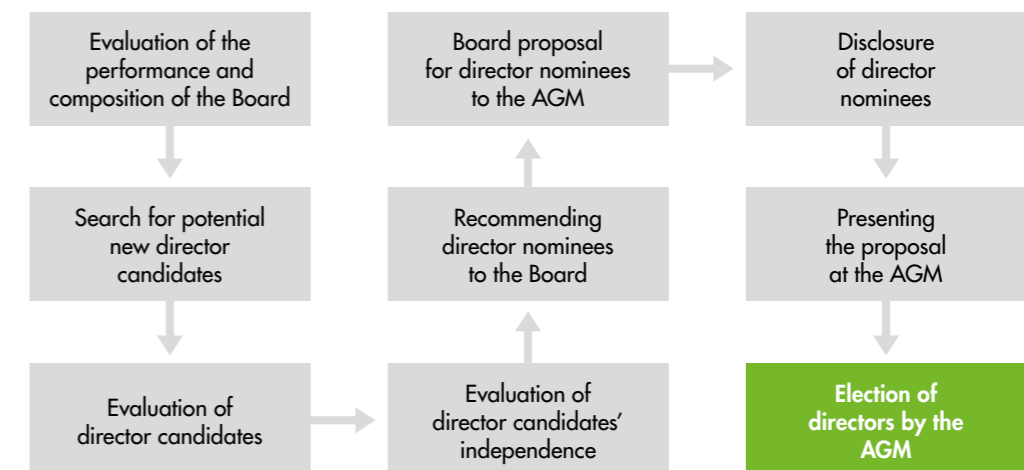 Evaluation of the
performance and
composition of the Board
Search for potential
new director
candidates
Evaluation of
director candidates
Evaluation of
director candidates’
independence
Recommending
director nominees
to the Board
Board proposal
for director nominees
to the AGM
Disclosure
of director
nominees
Presenting
the proposal
at the AGM
Election of
directors by the
AGM